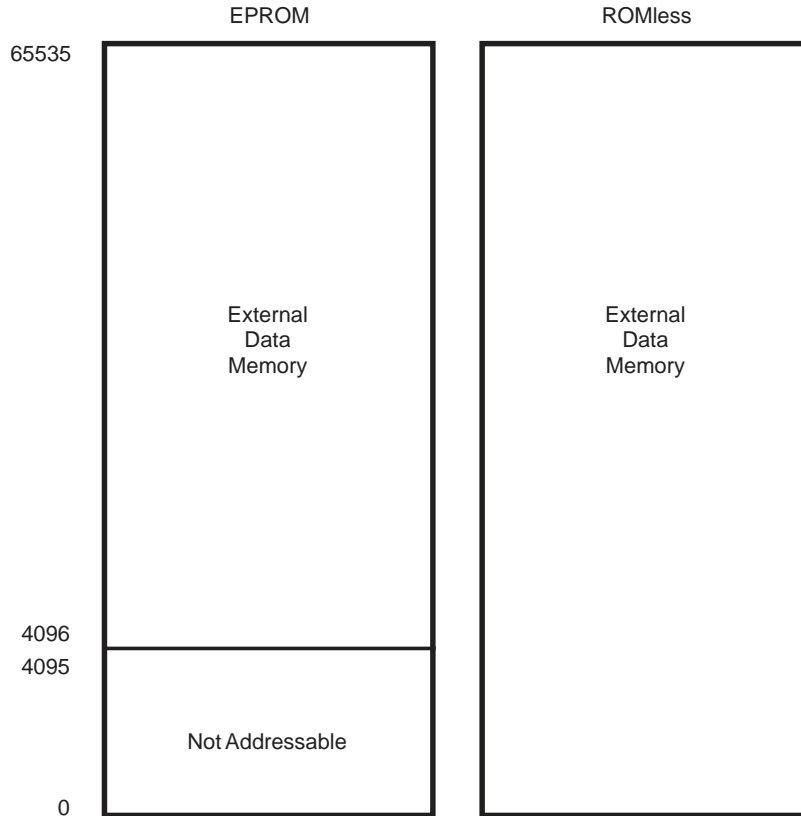 EPROM
ROMless
65535
External
Data
Memory
External
Data
Memory
4096
4095
Not Addressable
0